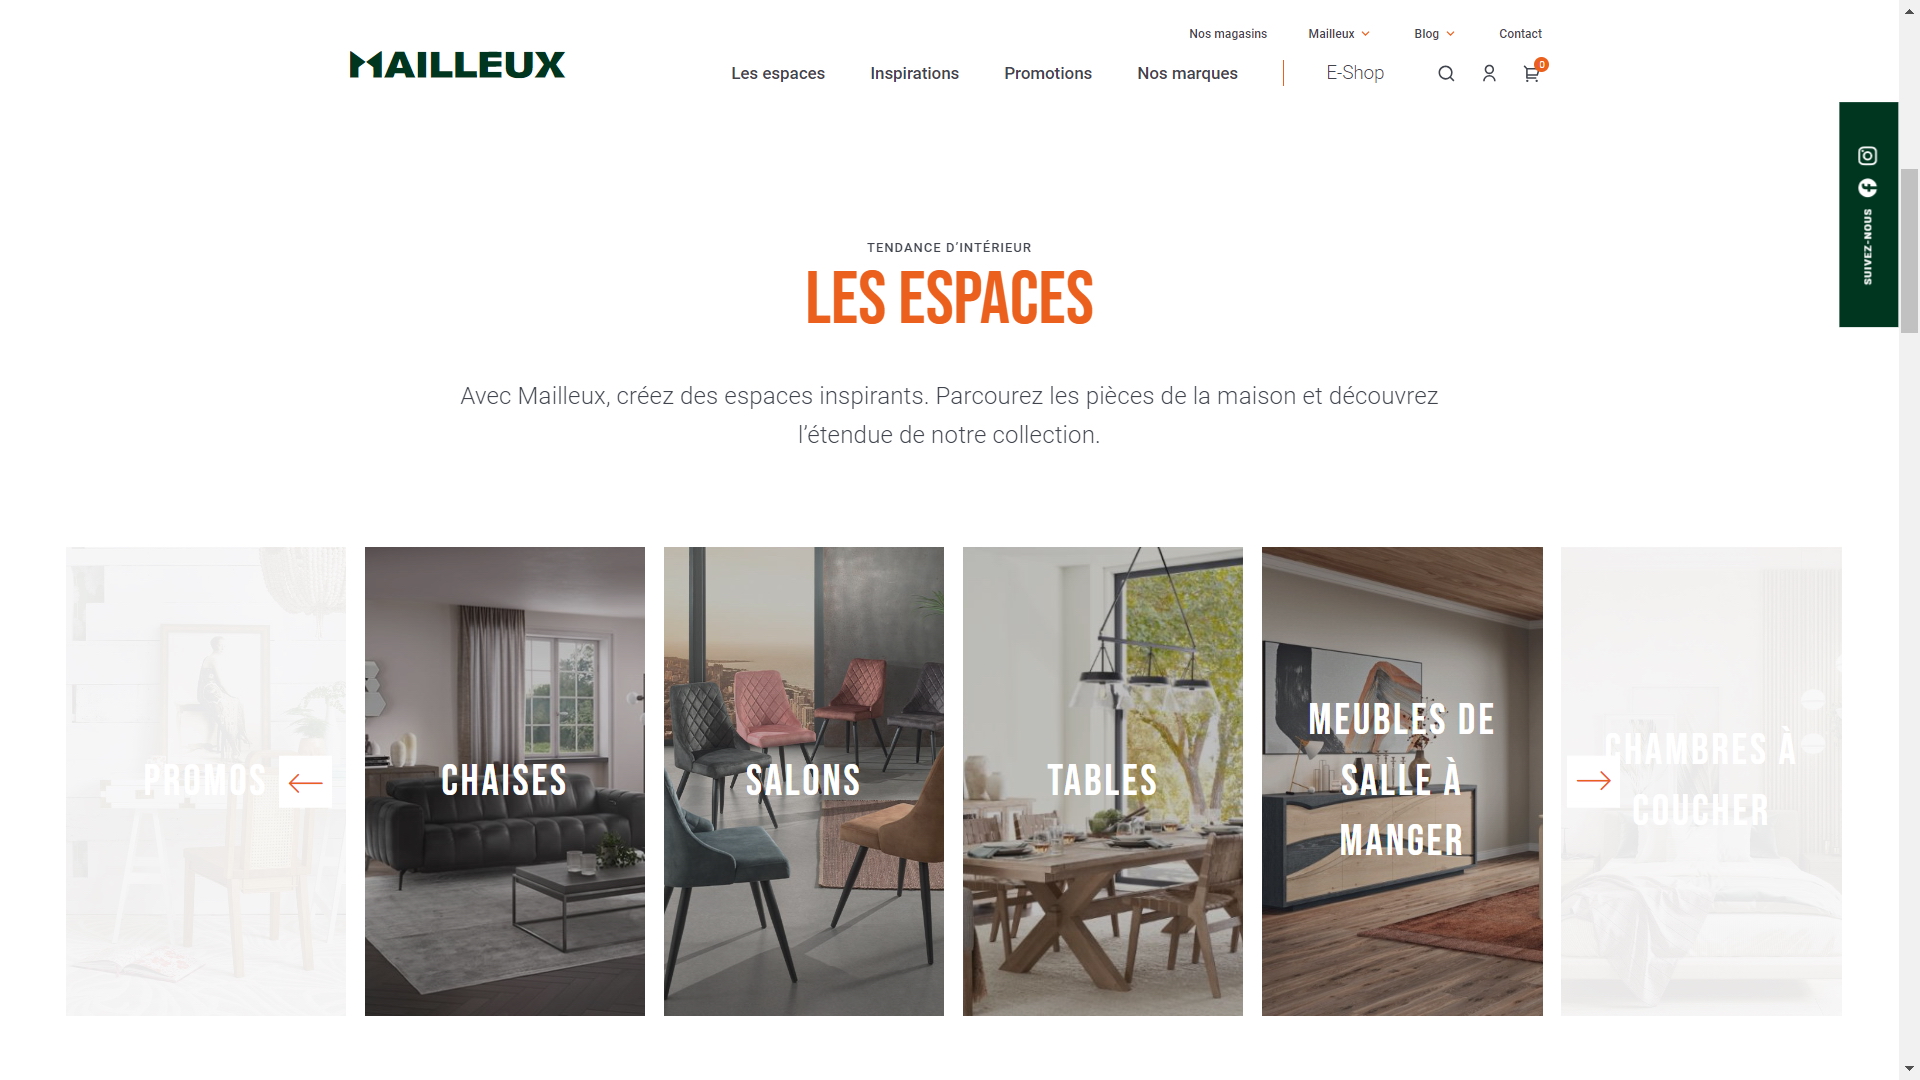 Nos magasins
Mailleux
Blog
Contact
MAILLEUX
Les espaces
Inspirations
Promotions
Nos marques
E-Shop
0
SUIVEZ-NOUS
TENDANCE D’INTÉRIEUR
LES ESPACES
Avec Mailleux, créez des espaces inspirants. Parcourez les pièces de la maison et découvrez
l’étendue de notre collection.
PROMOS
CHAISES
SALONS
TABLES
MEUBLES DE
SALLE À
MANGER
CHAMBRES À
COUCHER